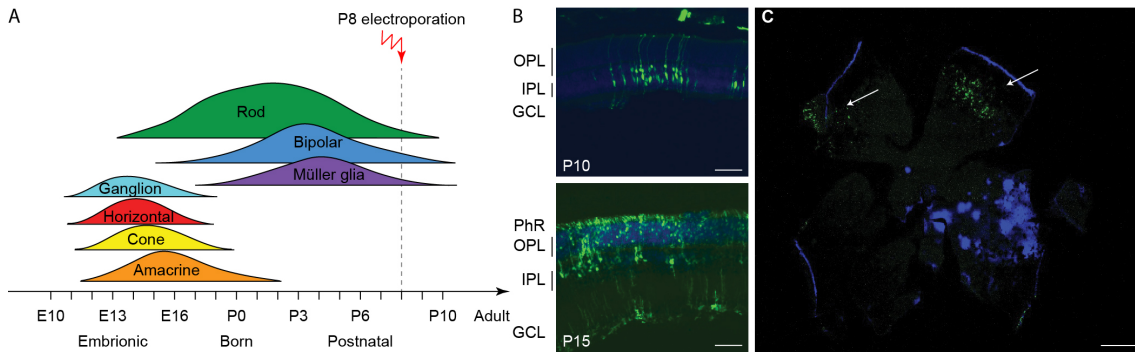 A
P8 electroporation
Rod
Bipolar
Müller glia
Ganglion
Horizontal
Cone
Amacrine
E10 E13 E16 P0 P3 P6 P10 Adult
Embrionic Born Postnatal
B
OPL
IPL
GCL
P10
PhR
OPL
IPL
GCL
P15
C